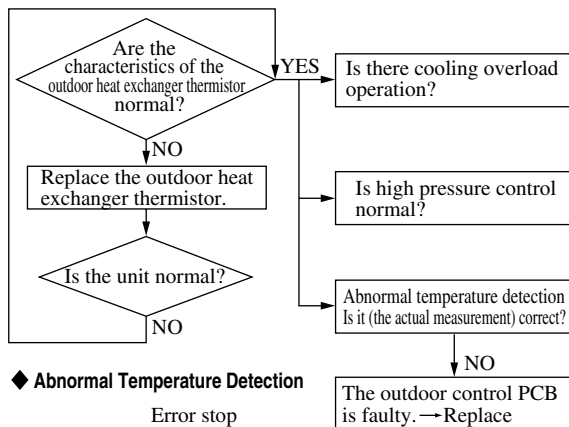 Are the
characteristics of the
outdoor heat exchanger thermistor
normal?
YES
Is there cooling overload
operation?
NO
Replace the outdoor heat
exchanger thermistor.
Is high pressure control
normal?
Is the unit normal?
NO
Abnormal temperature detection
Is it (the actual measurement) correct?
NO
The outdoor control PCB
is faulty. → Replace
◆ Abnormal Temperature Detection
Error stop